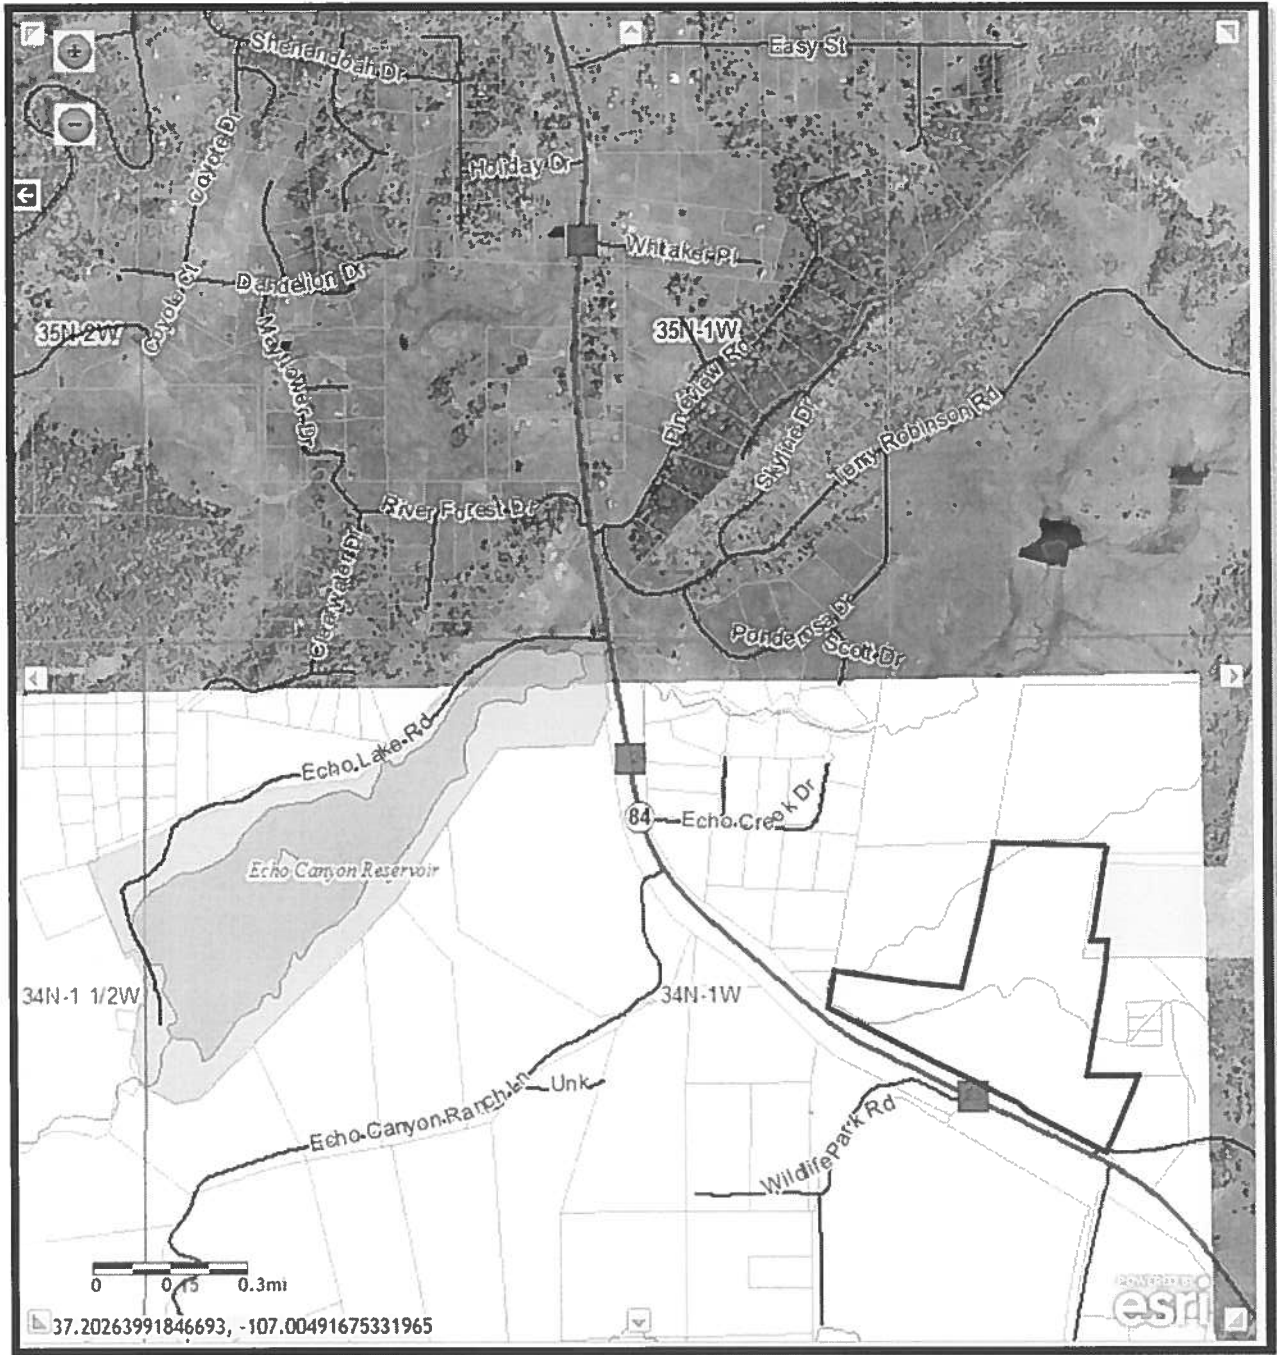 Shenandoah Dr
Easy St
Coyote Dr
Holiday Dr
Whitaker Pl
Dandelion Dr
Coyote Ct
35N-2W
35N-1W
Mayflower Dr
Pineview Rd
Skyline Dr
Terry Robinson Rd
River Forest Dr
Clearwater Dr
Ponderosa Dr
Scott Dr
Echo Lake Rd
84
Echo Creek Dr
Echo Canyon Reservoir
34N-1 1/2W
34N-1W
Unk
Echo Canyon Ranch Ln
Wildlife Park Rd
0 0.15 0.3mi
POWERED BY
esri
37.20263991846693, -107.00491675331965